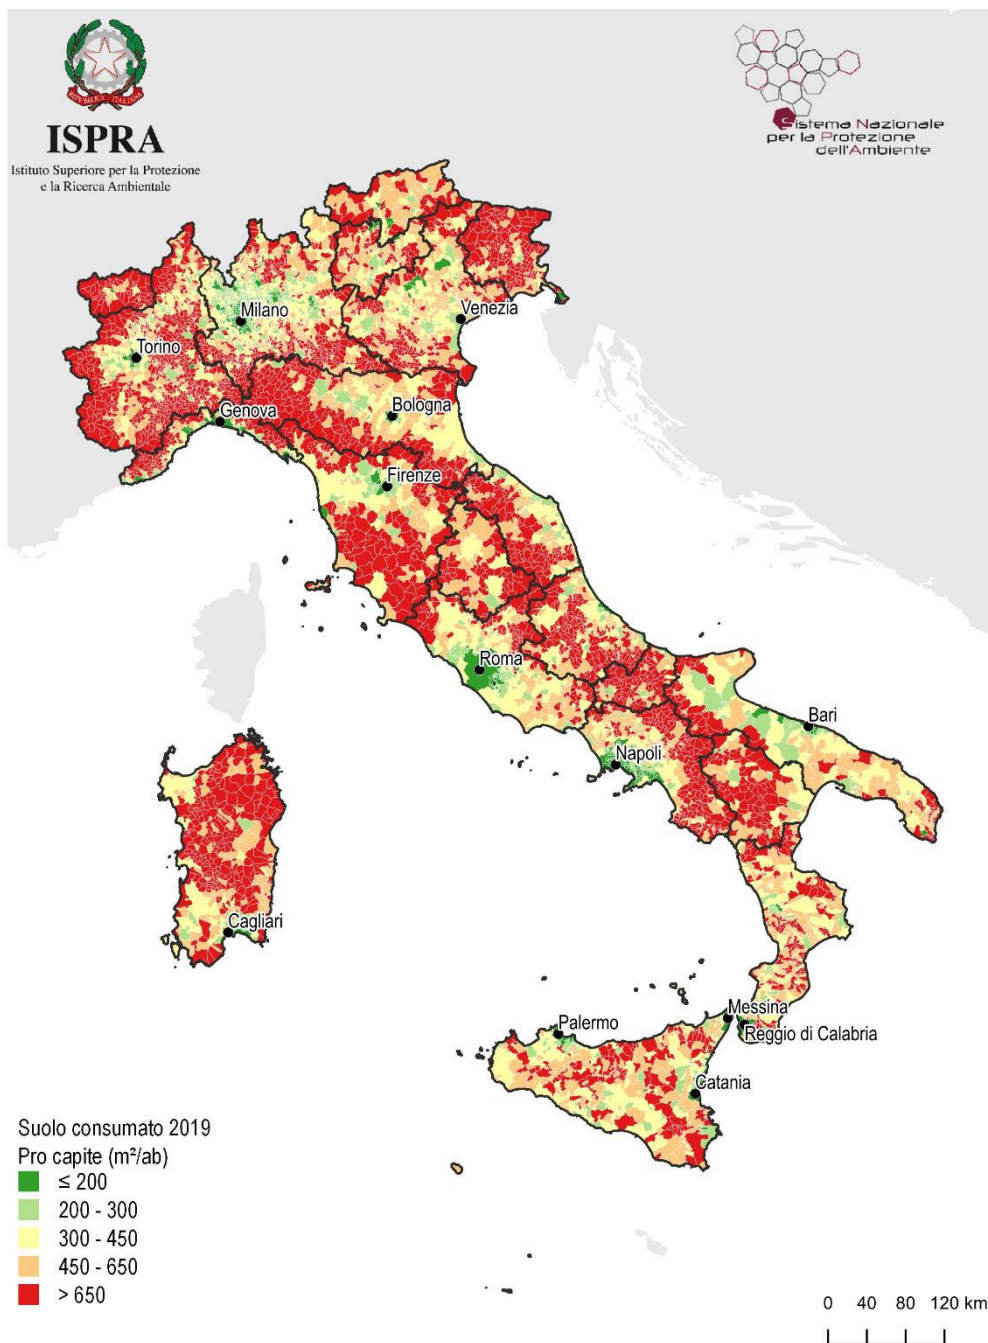 REPVBBLICA ITALIANA
ISPRA
Istituto Superiore per la Protezione
e la Ricerca Ambientale
Sistema Nazionale
per la Protezione
dell'Ambiente
Milano
Venezia
Torino
Genova
Bologna
Firenze
Roma
Bari
Napoli
Cagliari
Messina
Palermo
Reggio di Calabria
Catania
Suolo consumato 2019
Pro capite (m²/ab)
≤ 200
200 - 300
300 - 450
450 - 650
> 650
0 40 80 120 km